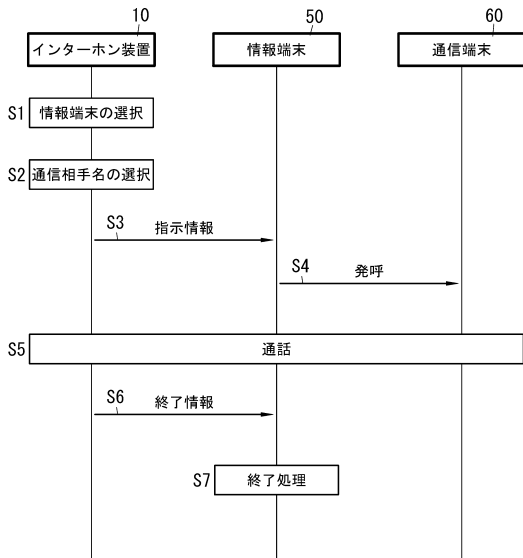 10
50
60
インターホン装置
情報端末
通信端末
S1
情報端末の選択
S2
通信相手名の選択
S3
指示情報
S4
発呼
S5
通話
S6
終了情報
S7
終了処理